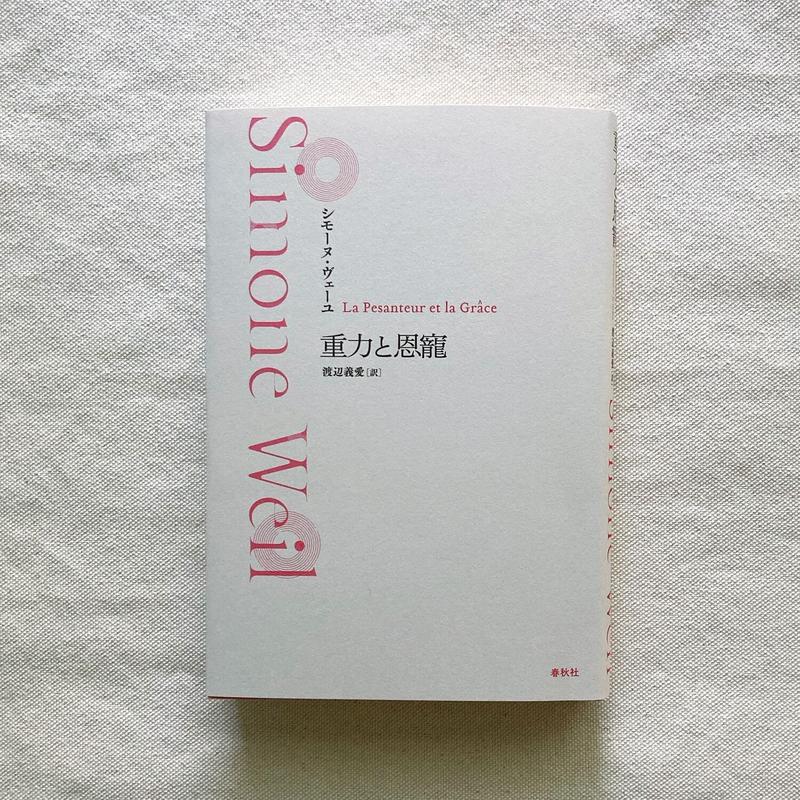 Simone Weil
シモーヌ・ヴェーユ
La Pesanteur et la Grâce
重力と恩寵
渡辺義愛［訳］
春秋社